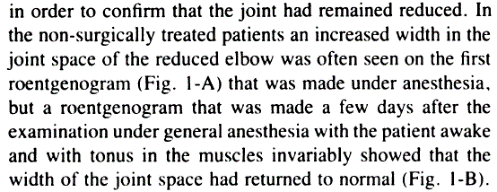 in order to confirm that the joint had remained reduced. In
the non-surgically treated patients an increased width in the
joint space of the reduced elbow was often seen on the first
roentgenogram (Fig. 1-A) that was made under anesthesia,
but a roentgenogram that was made a few days after the
examination under general anesthesia with the patient awake
and with tonus in the muscles invariably showed that the
width of the joint space had returned to normal (Fig. 1-B).